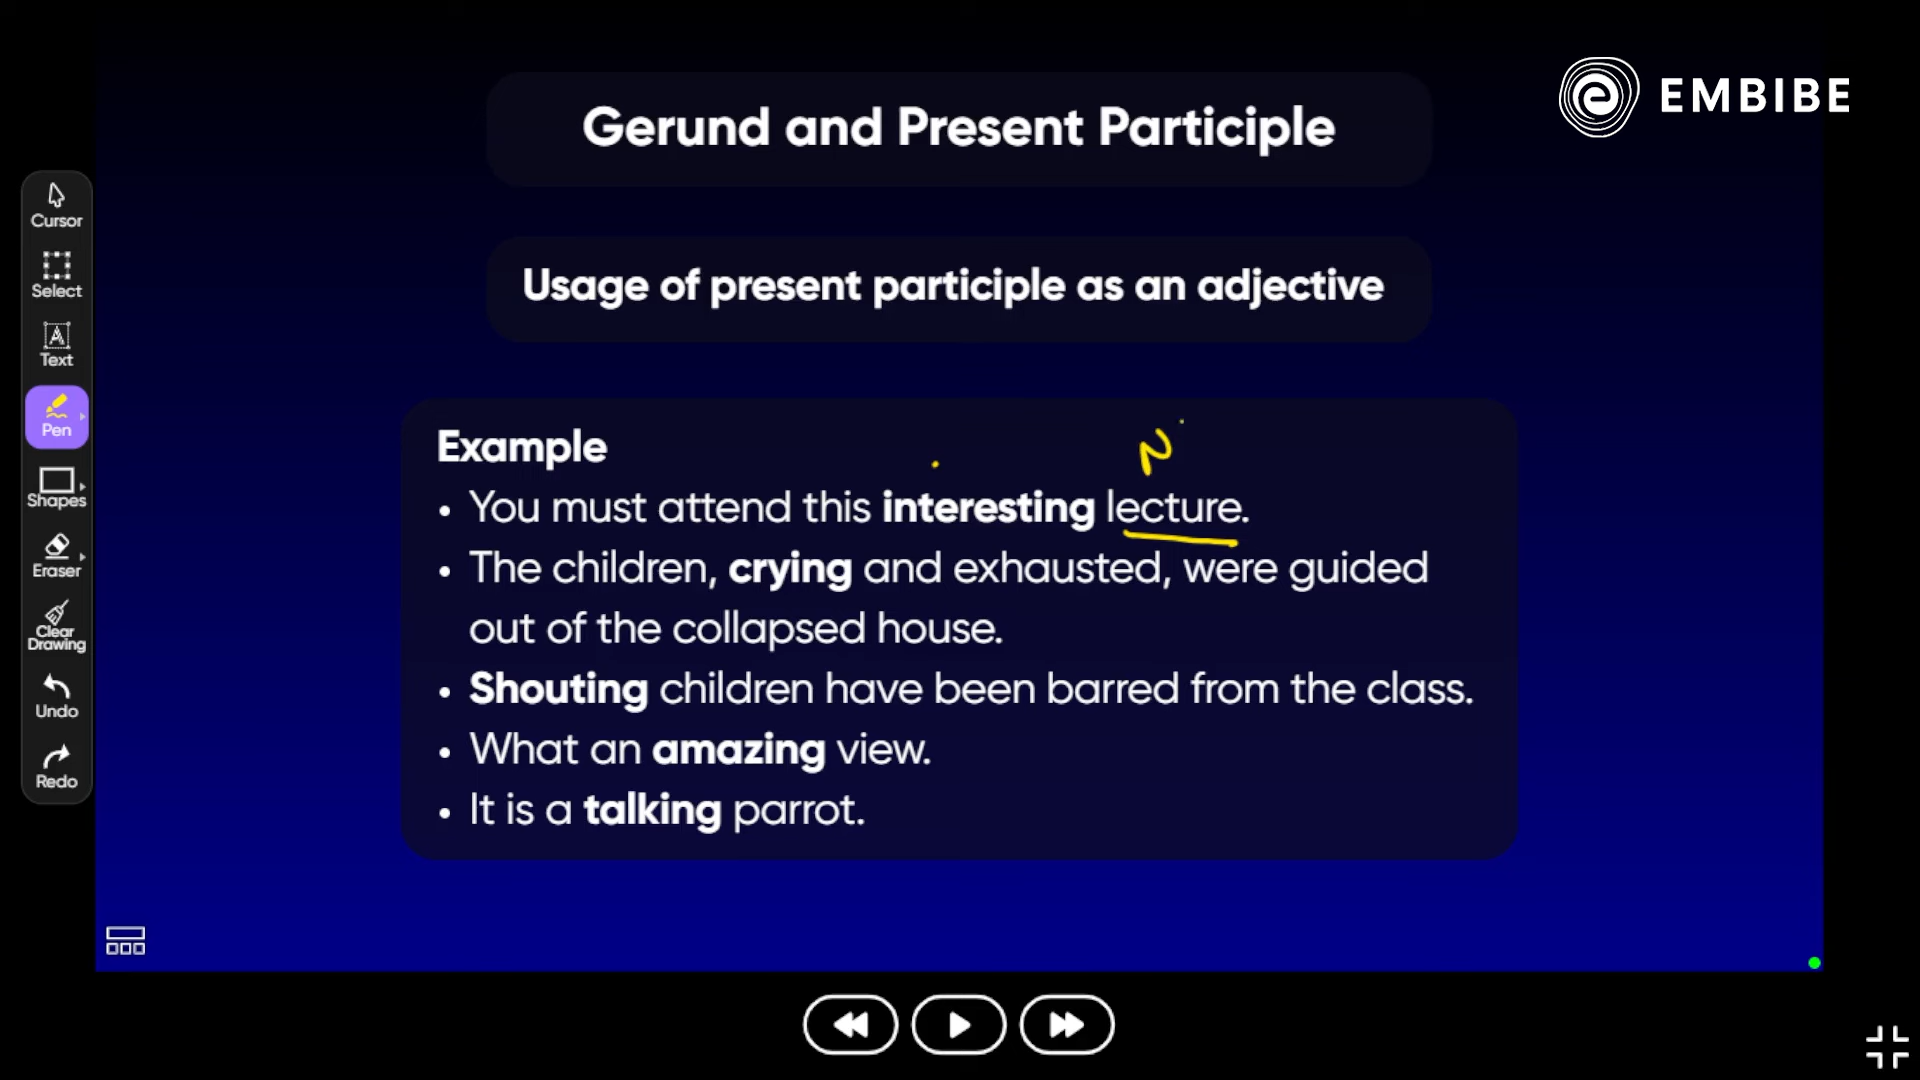 EMBIBE
Gerund and Present Participle
Usage of present participle as an adjective
Cursor
Select
Text
Pen
Shapes
Eraser
Clear
Drawing
Undo
Redo
Example
N
• You must attend this interesting lecture.
• The children, crying and exhausted, were guided
out of the collapsed house.
• Shouting children have been barred from the class.
• What an amazing view.
• It is a talking parrot.